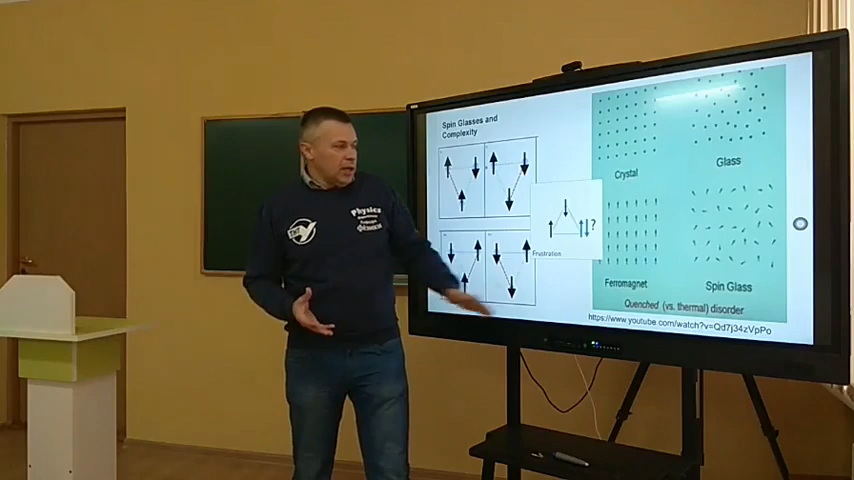 Spin Glasses and
Complexity
Crystal
Glass
?
Frustration
Ferromagnet
Spin Glass
Quenched (vs. thermal) disorder
https://www.youtube.com/watch?v=Qd7j34zVpPo
Physics